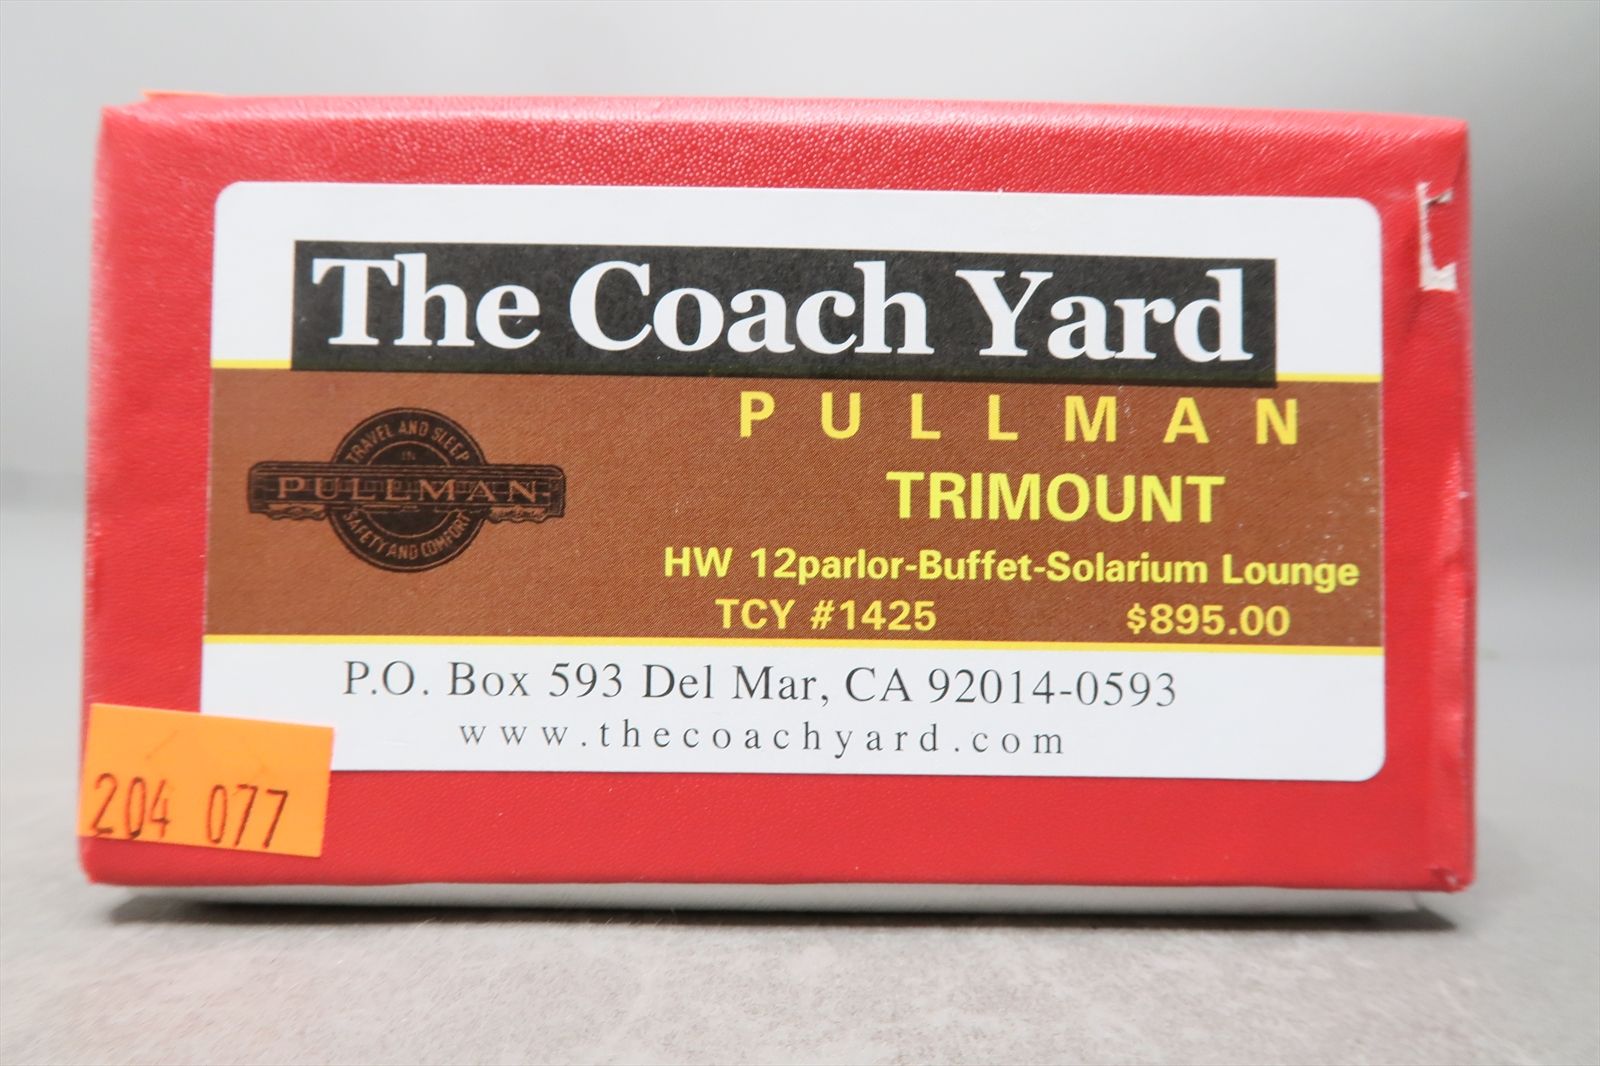 The Coach Yard
PULLMAN
TRIMOUNT
HW 12parlor-Buffet-Solarium Lounge
TCY #1425 $895.00
TRAVEL AND SLEEP
IN
PULLMAN
SAFETY AND COMFORT
P.O. Box 593 Del Mar, CA 92014-0593
www.thecoachyard.com
204 077